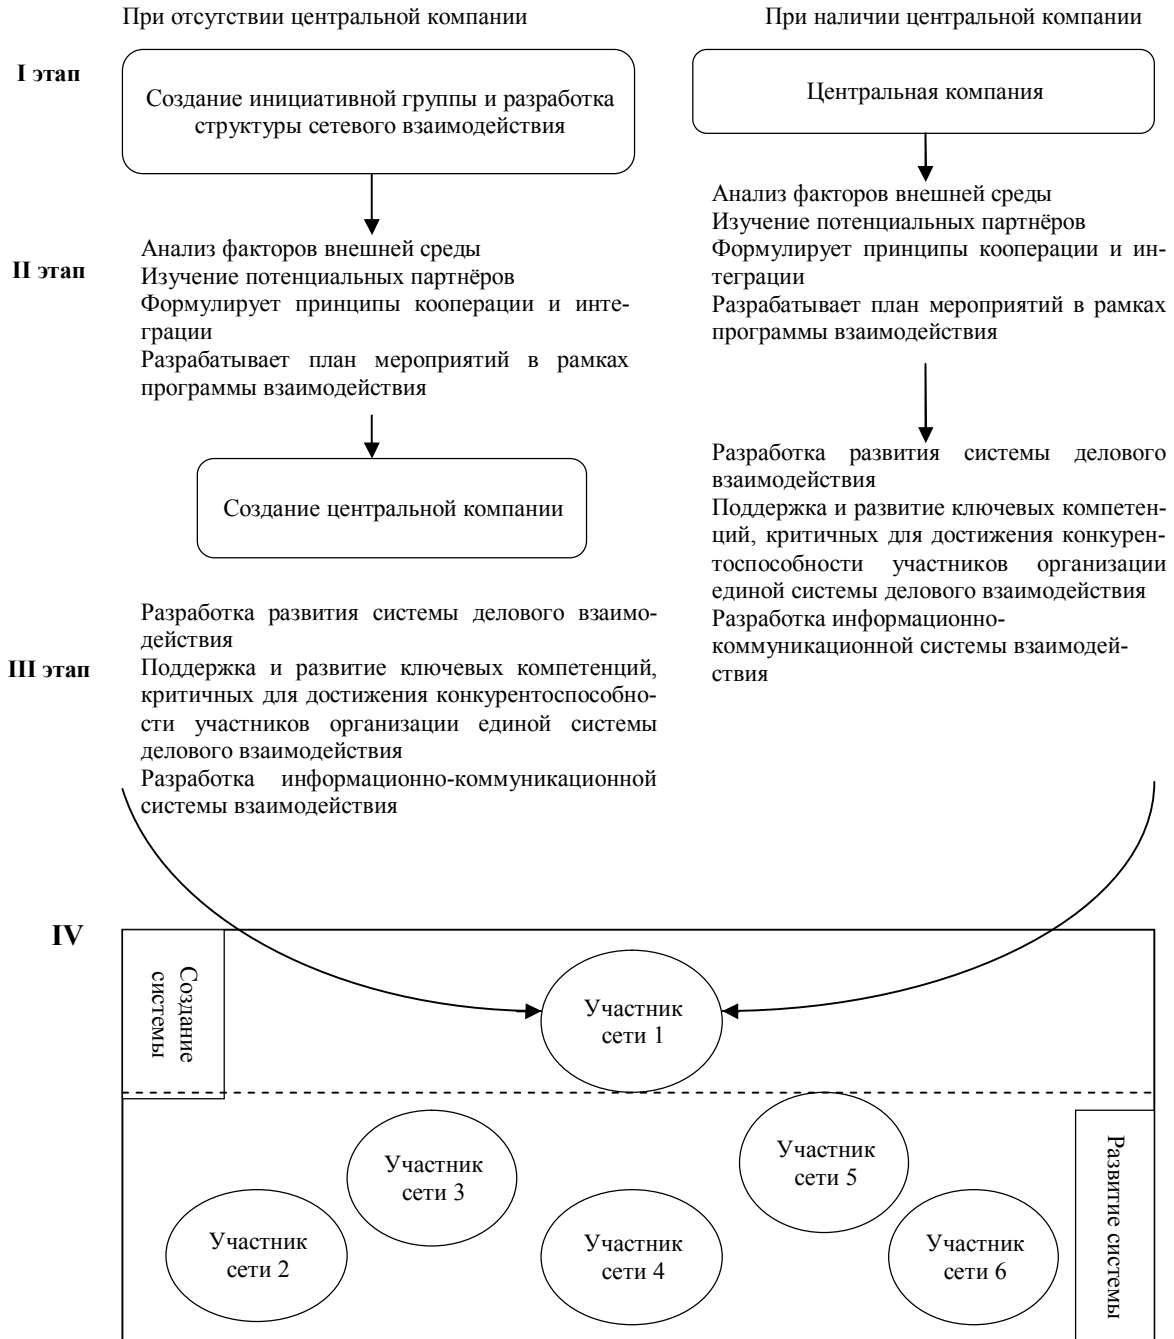 При отсутствии центральной компании
При наличии центральной компании
I этап
Создание инициативной группы и разработка
структуры сетевого взаимодействия
Центральная компания
II этап
Анализ факторов внешней среды
Изучение потенциальных партнёров
Формулирует принципы кооперации и инте-
грации
Разрабатывает план мероприятий в рамках
программы взаимодействия
Анализ факторов внешней среды
Изучение потенциальных партнёров
Формулирует принципы кооперации и ин-
теграции
Разрабатывает план мероприятий в рамках
программы взаимодействия
Создание центральной компании
III этап
Разработка развития системы делового взаимо-
действия
Поддержка и развитие ключевых компетенций,
критичных для достижения конкурентоспособно-
сти участников организации единой системы
делового взаимодействия
Разработка информационно-коммуникационной
системы взаимодействия
Разработка развития системы делового
взаимодействия
Поддержка и развитие ключевых компетен-
ций, критичных для достижения конкурен-
тоспособности участников организации
единой системы делового взаимодействия
Разработка информационно-
коммуникационной системы взаимодей-
ствия
IV
Создание
системы
Участник
сети 1
Участник
сети 3
Участник
сети 5
Участник
сети 2
Участник
сети 4
Участник
сети 6
Развитие системы